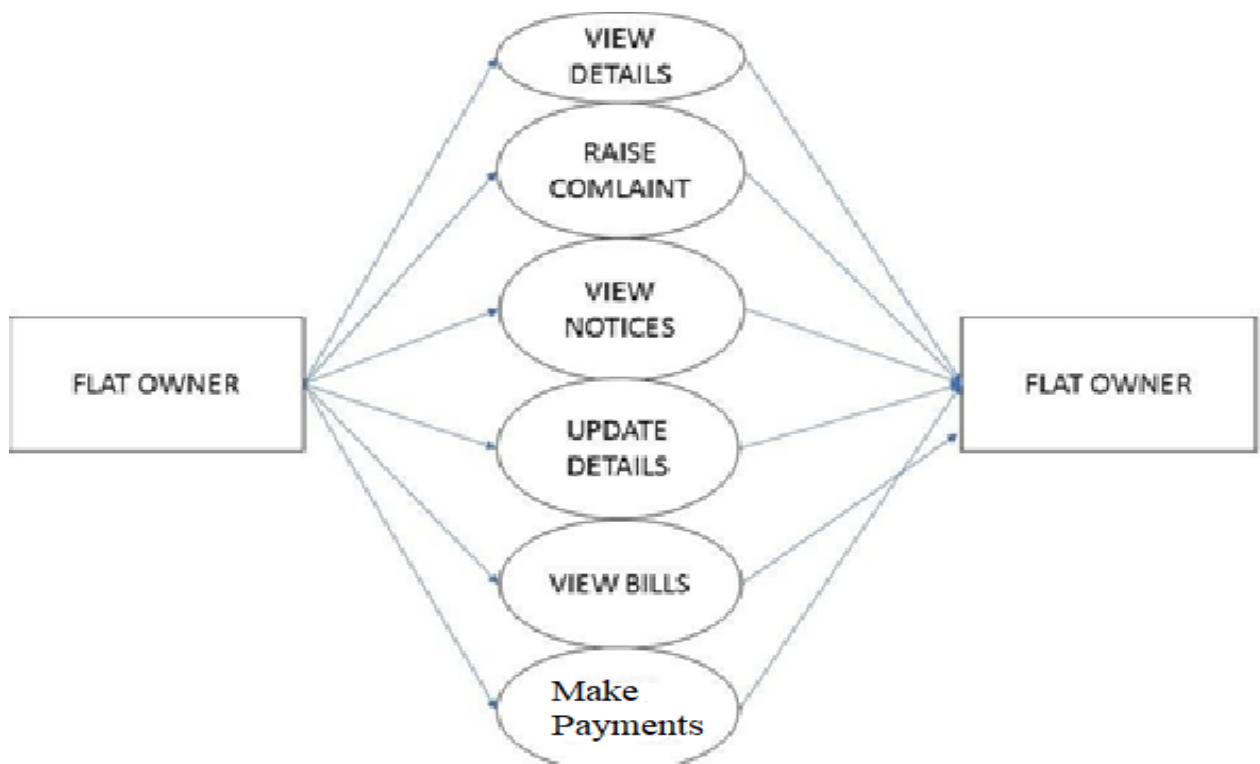 VIEW
DETAILS
RAISE
COMLAINT
VIEW
NOTICES
FLAT OWNER
FLAT OWNER
UPDATE
DETAILS
VIEW BILLS
Make
Payments